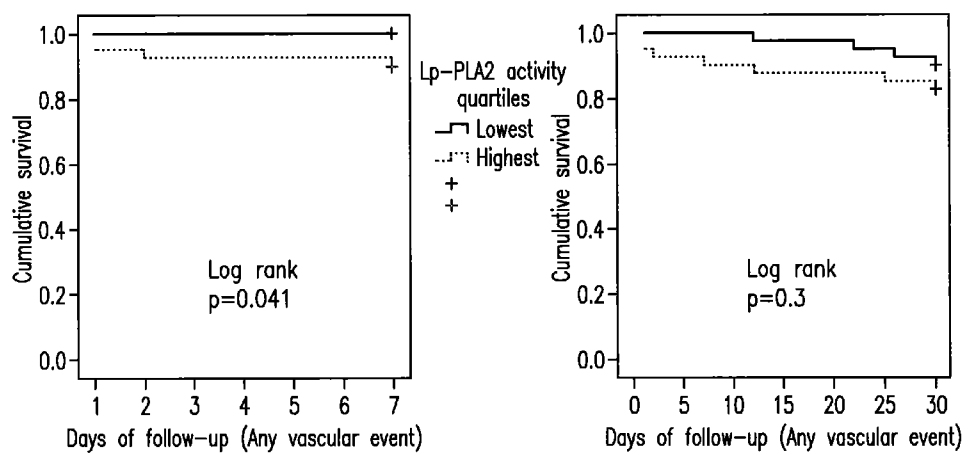 1.0
0.8
0.6
0.4
0.2
0.0
Cumulative survival
1 2 3 4 5 6 7
Days of follow-up (Any vascular event)
Log rank
p=0.041
Lp-PLA2 activity
quartiles
Lowest
Highest
1.0
0.8
0.6
0.4
0.2
0.0
Cumulative survival
0 5 10 15 20 25 30
Days of follow-up (Any vascular event)
Log rank
p=0.3